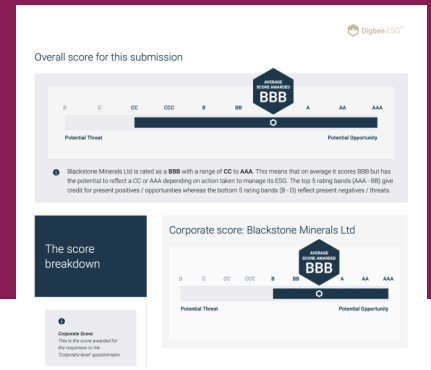 Digbee ESG™
Overall score for this submission
AVERAGE
SCORE AWARDED
BBB
D C CC CCC B BB A AA AAA
Potential Threat Potential Opportunity
Blackstone Minerals Ltd is rated as a BBB with a range of CC to AAA. This means that on average it scores BBB but has
the potential to reflect a CC or AAA depending on action taken to manage its ESG. The top 5 rating bands (AAA - BB) give
credit for present positives / opportunities whereas the bottom 5 rating bands (B - D) reflect present negatives / threats.
The score
breakdown
Corporate score: Blackstone Minerals Ltd
AVERAGE
SCORE AWARDED
BBB
D C CC CCC B BB A AA AAA
Potential Threat Potential Opportunity
Corporate Score:
This is the score awarded for
the responses to the
'Corporate level' questionnaire.